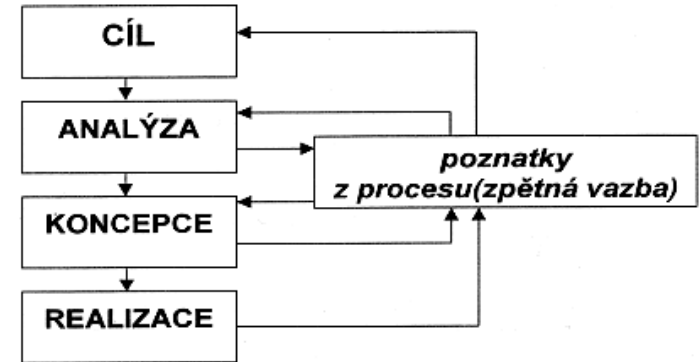 CÍL
ANALÝZA
poznatky
z procesu(zpětná vazba)
KONCEPCE
REALIZACE